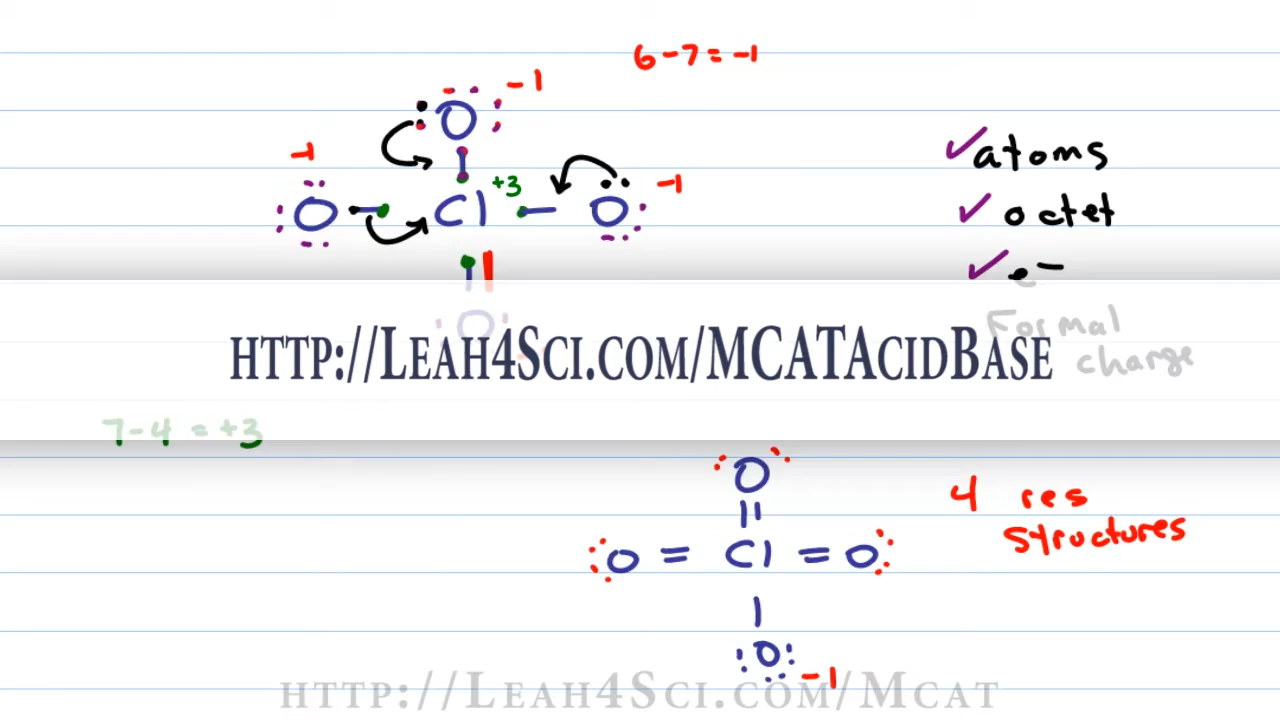 6-7=-1
-1
O
-1
+3
-1
O - Cl - O
atoms
octet
e-
O
Formal
charge
HTTP://LEAH4SCI.COM/MCATACIDBASE
7-4 = +3
O
4 res
structures
O = Cl = O
O
-1
HTTP://LEAH4SCI.COM/MCAT